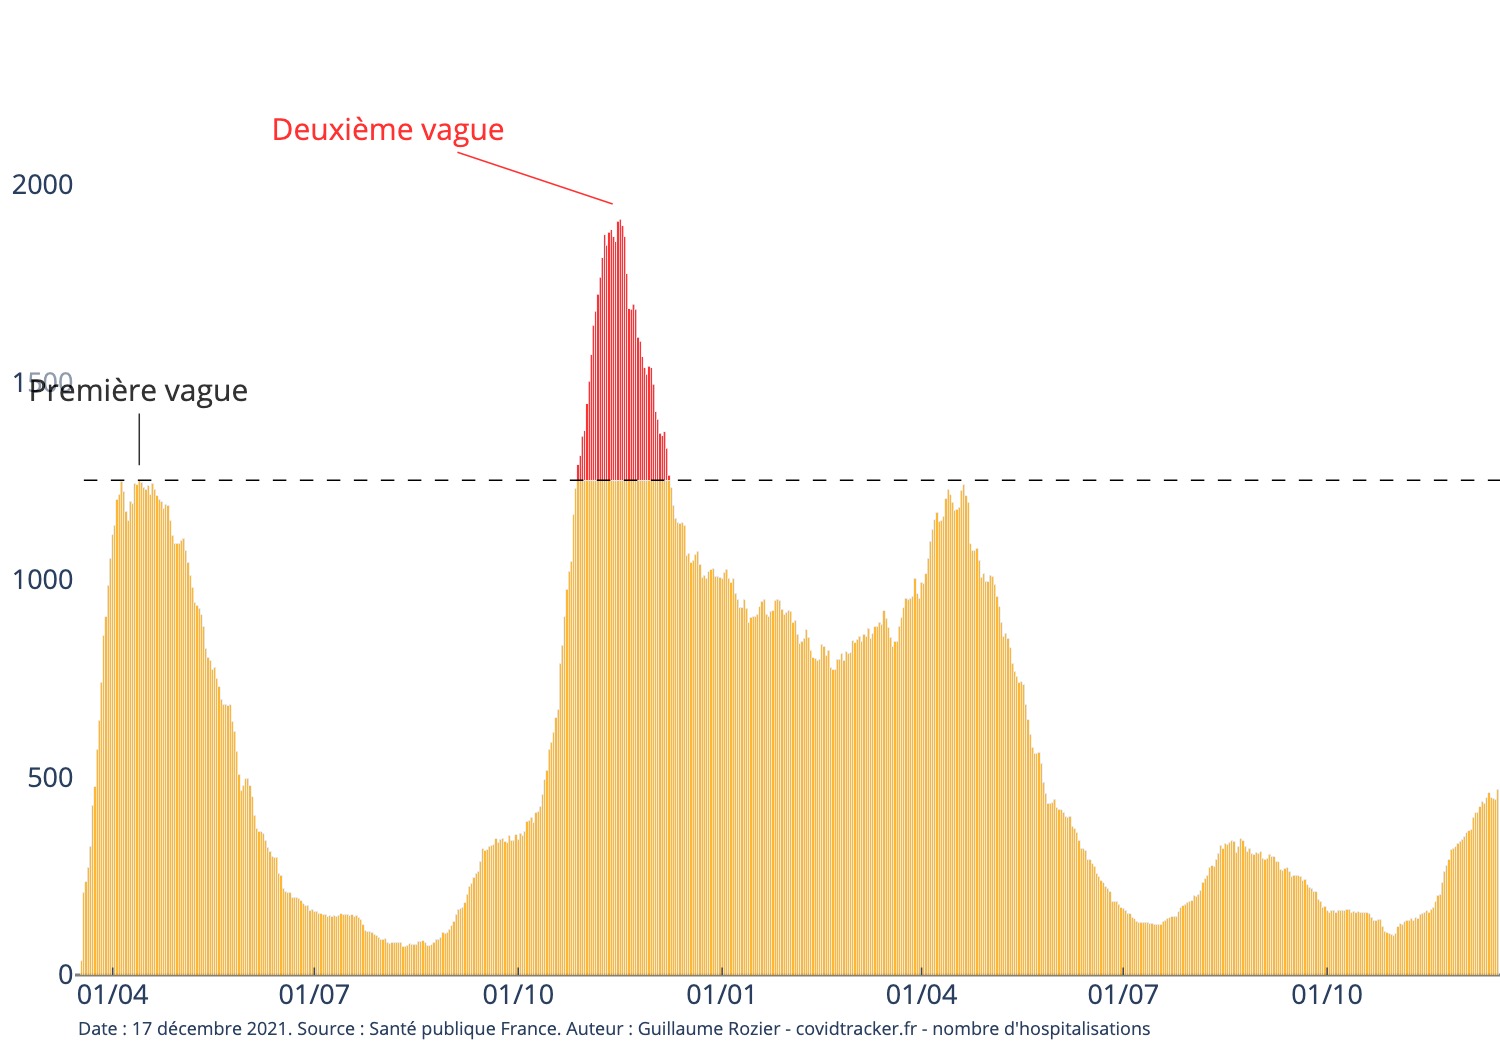 Deuxième vague
2000
1500
Première vague
1000
500
0
01/04 01/07 01/10 01/01 01/04 01/07 01/10
Date : 17 décembre 2021. Source : Santé publique France. Auteur : Guillaume Rozier - covidtracker.fr - nombre d'hospitalisations